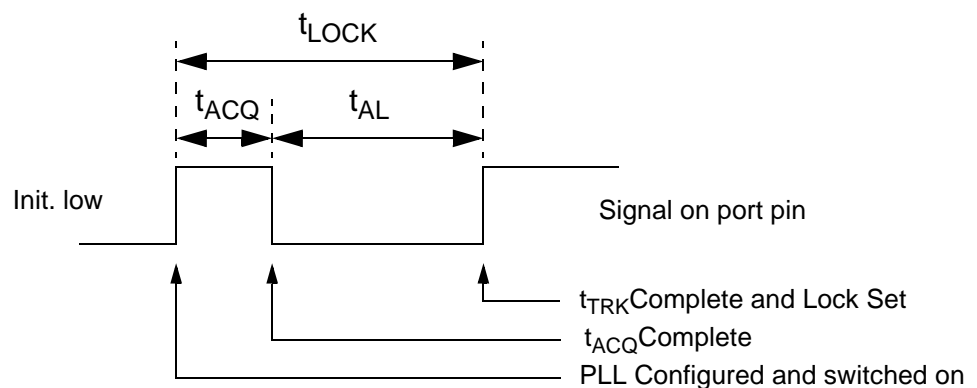 tLOCK
tACQ tAL
Init. low
Signal on port pin
tTRKComplete and Lock Set
tACQComplete
PLL Configured and switched on